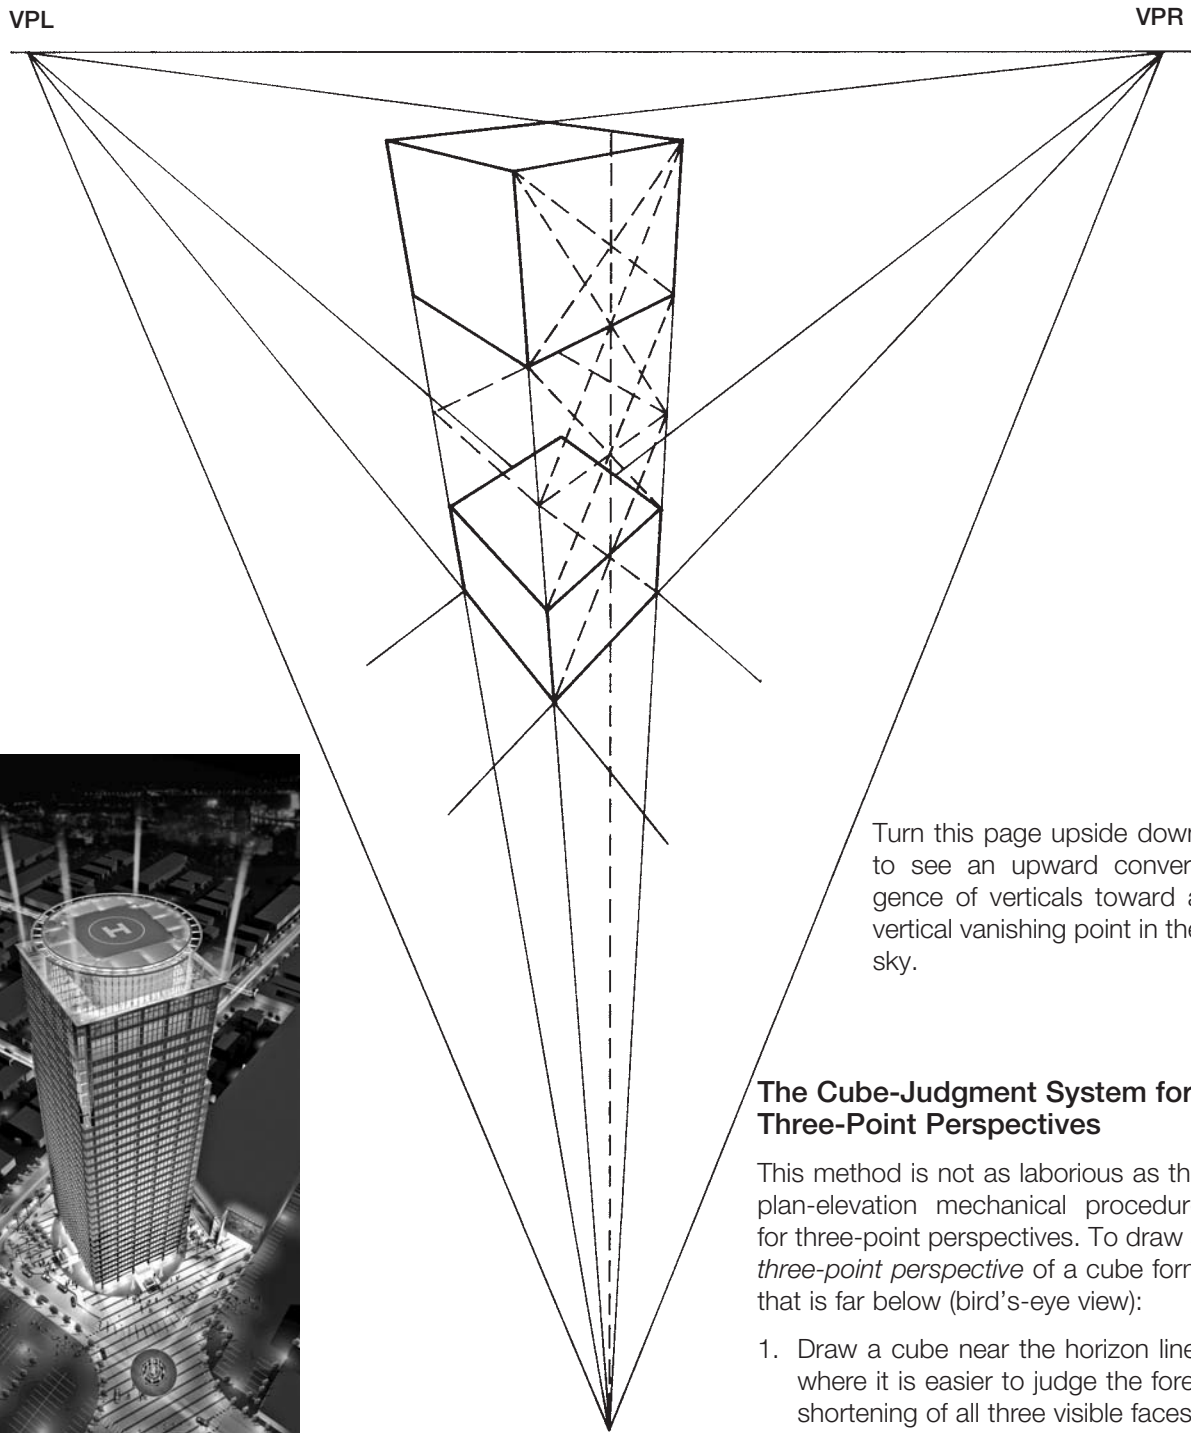 VPL
VPR
H
Turn this page upside down
to see an upward conver-
gence of verticals toward a
vertical vanishing point in the
sky.
The Cube-Judgment System for
Three-Point Perspectives
This method is not as laborious as th
plan-elevation mechanical procedur
for three-point perspectives. To draw
three-point perspective of a cube form
that is far below (bird’s-eye view):
1. Draw a cube near the horizon line
where it is easier to judge the fore
shortening of all three visible faces